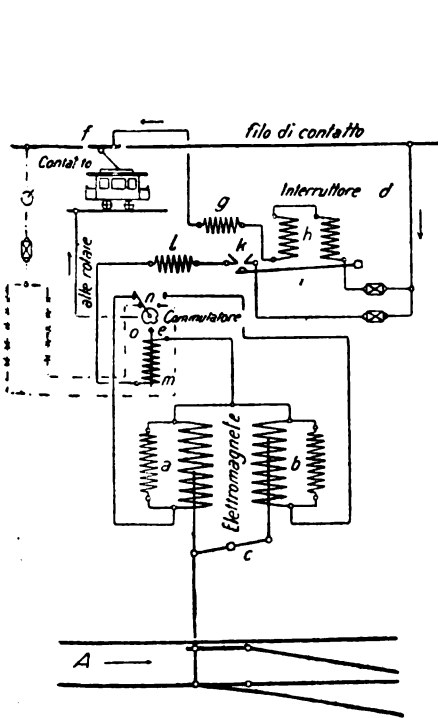 f
filo di contatto
Contatto
g
Interruttore d
h
l
k
i
alle rotaie
n
Commutatore
o
e
m
a
Elettromagnete
b
c
A